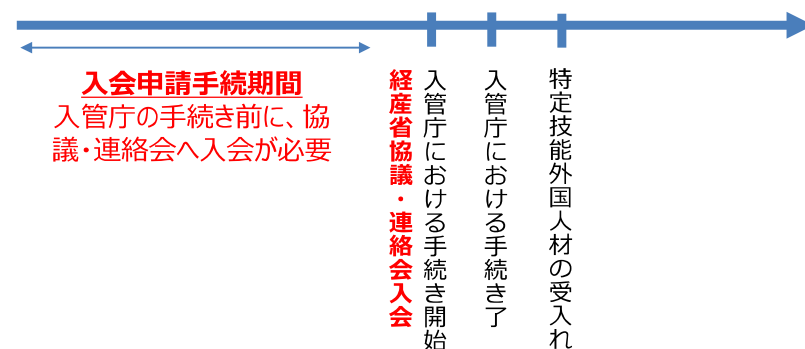 入会申請手続期間
入管庁の手続き前に、協
議・連絡会へ入会が必要
経産省協議・連絡会入会
入管庁における手続き開始
入管庁における手続き了
特定技能外国人材の受入れ